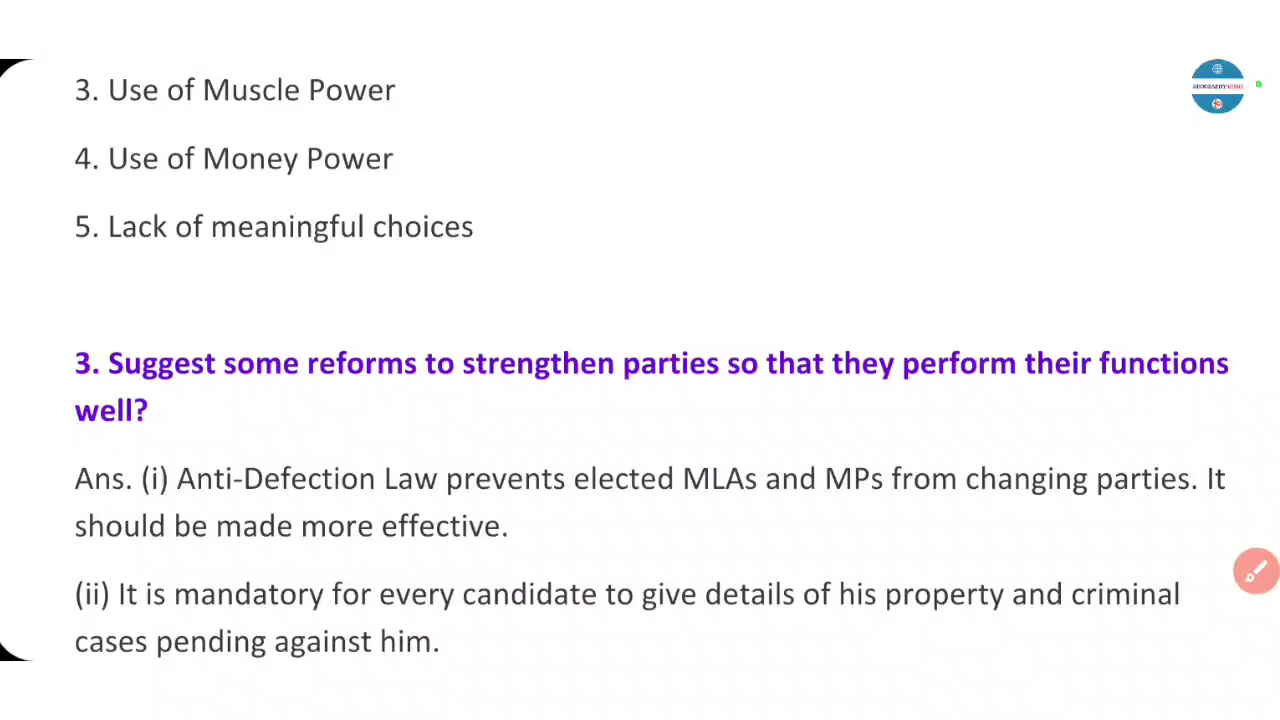 3. Use of Muscle Power
4. Use of Money Power
5. Lack of meaningful choices
3. Suggest some reforms to strengthen parties so that they perform their functions
well?
Ans. (i) Anti-Defection Law prevents elected MLAs and MPs from changing parties. It
should be made more effective.
(ii) It is mandatory for every candidate to give details of his property and criminal
cases pending against him.